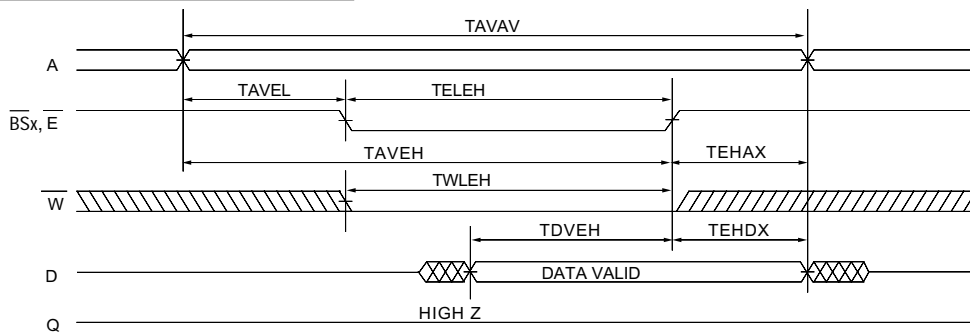 TAVAV
A
TAVEL TELEH
BSx, E
TAVEH TEHAX
TWLEH
W
TDVEH TEHDX
D DATA VALID
HIGH Z
Q